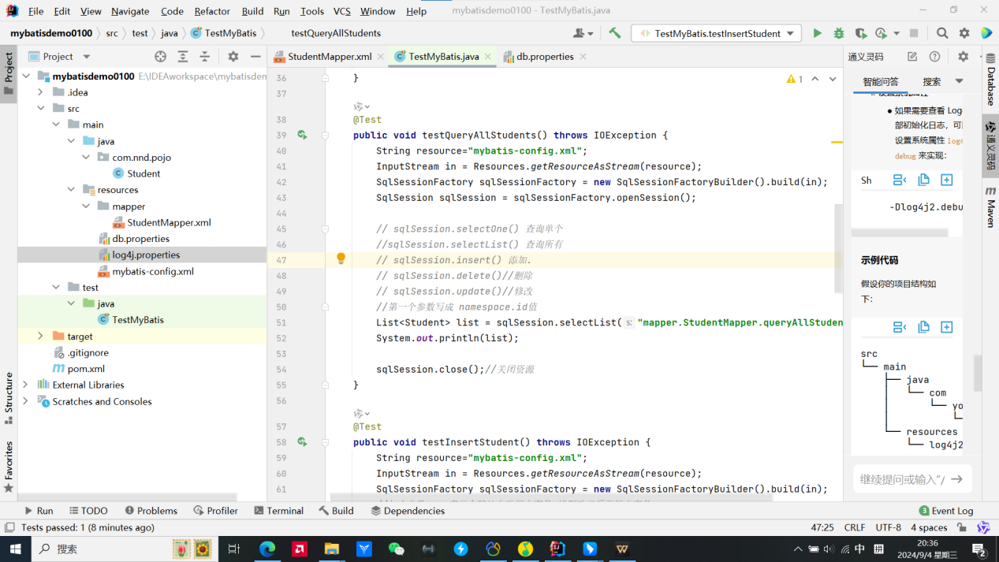 File Edit View Navigate Code Refactor Build Run Tools VCS Window Help mybatisdemo0100 - TestMyBatis.java
mybatisdemo0100 src test java TestMyBatis testQueryAllStudents TestMyBatis.testInsertStudent
Project
StudentMapper.xml TestMyBatis.java db.properties
通义灵码
Project
mybatisdemo0100 E:\IDEAworkspace\mybatisden
.idea
src
main
java
com.nnd.pojo
Student
resources
mapper
StudentMapper.xml
db.properties
log4j.properties
mybatis-config.xml
test
java
TestMyBatis
target
.gitignore
pom.xml
External Libraries
Scratches and Consoles
Structure
Favorites
1
36 }
37
38 @Test
39 public void testQueryAllStudents() throws IOException {
40 String resource="mybatis-config.xml";
41 InputStream in = Resources.getResourceAsStream(resource);
42 SqlSessionFactory sqlSessionFactory = new SqlSessionFactoryBuilder().build(in);
43 SqlSession sqlSession = sqlSessionFactory.openSession();
44
45 // sqlSession.selectOne() 查询单个
46 //sqlSession.selectList() 查询所有
47 // sqlSession.insert() 添加.
48 // sqlSession.delete()//删除
49 // sqlSession.update()//修改
50 //第一个参数写成 namespace.id值
51 List<Student> list = sqlSession.selectList( s: "mapper.StudentMapper.queryAllStuden
52 System.out.println(list);
53
54 sqlSession.close();//关闭资源
55 }
56
57 @Test
58 public void testInsertStudent() throws IOException {
59 String resource="mybatis-config.xml";
60 InputStream in = Resources.getResourceAsStream(resource);
61 SqlSessionFactory sqlSessionFactory = new SqlSessionFactoryBuilder().build(in);
智能问答 搜索
• 如果需要查看 Log
部初始化日志，可
设置系统属性 log4
debug 来实现：
Sh
-Dlog4j2.debu
示例代码
假设你的项目结构如
下：
src
└── main
├── java
│ └── com
│ └── yo
└── resources
└── log4j2
继续提问或输入“/
Database
通义灵码
Maven
Run TODO Problems Profiler Terminal Build Dependencies 3 Event Log
Tests passed: 1 (8 minutes ago) 47:25 CRLF UTF-8 4 spaces
搜索
中
拼
20:36
2024/9/4 星期三
2